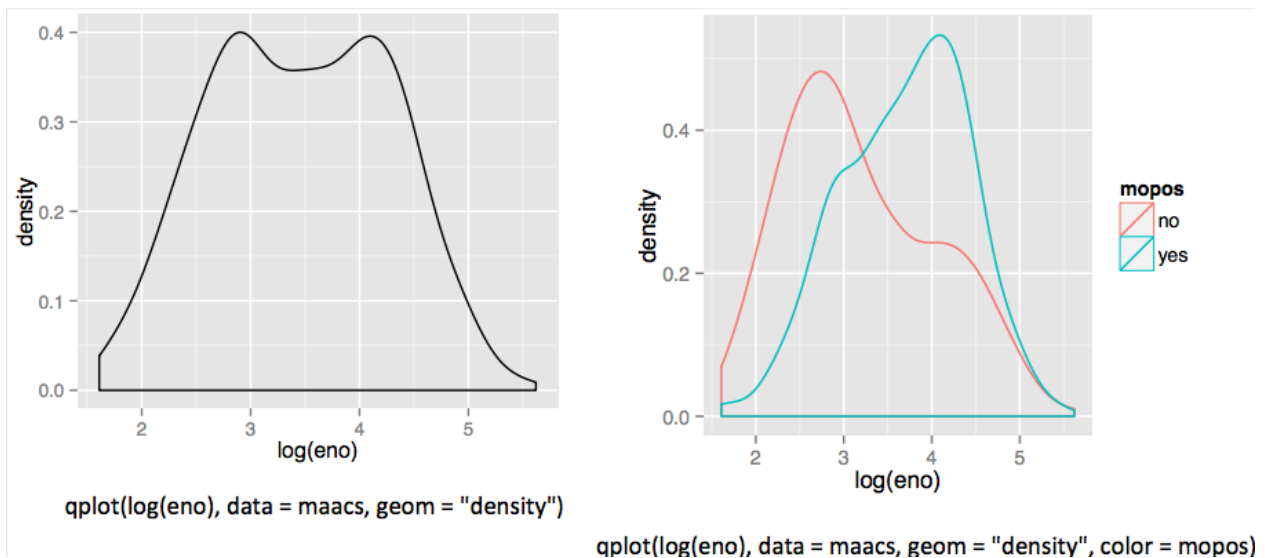 0.4
0.3
0.2
0.1
0.0
density
2 3 4 5
log(eno)
qplot(log(eno), data = maacs, geom = "density")
0.4
0.2
0.0
density
2 3 4 5
log(eno)
mopos
no
yes
qplot(log(eno), data = maacs, geom = "density", color = mopos)